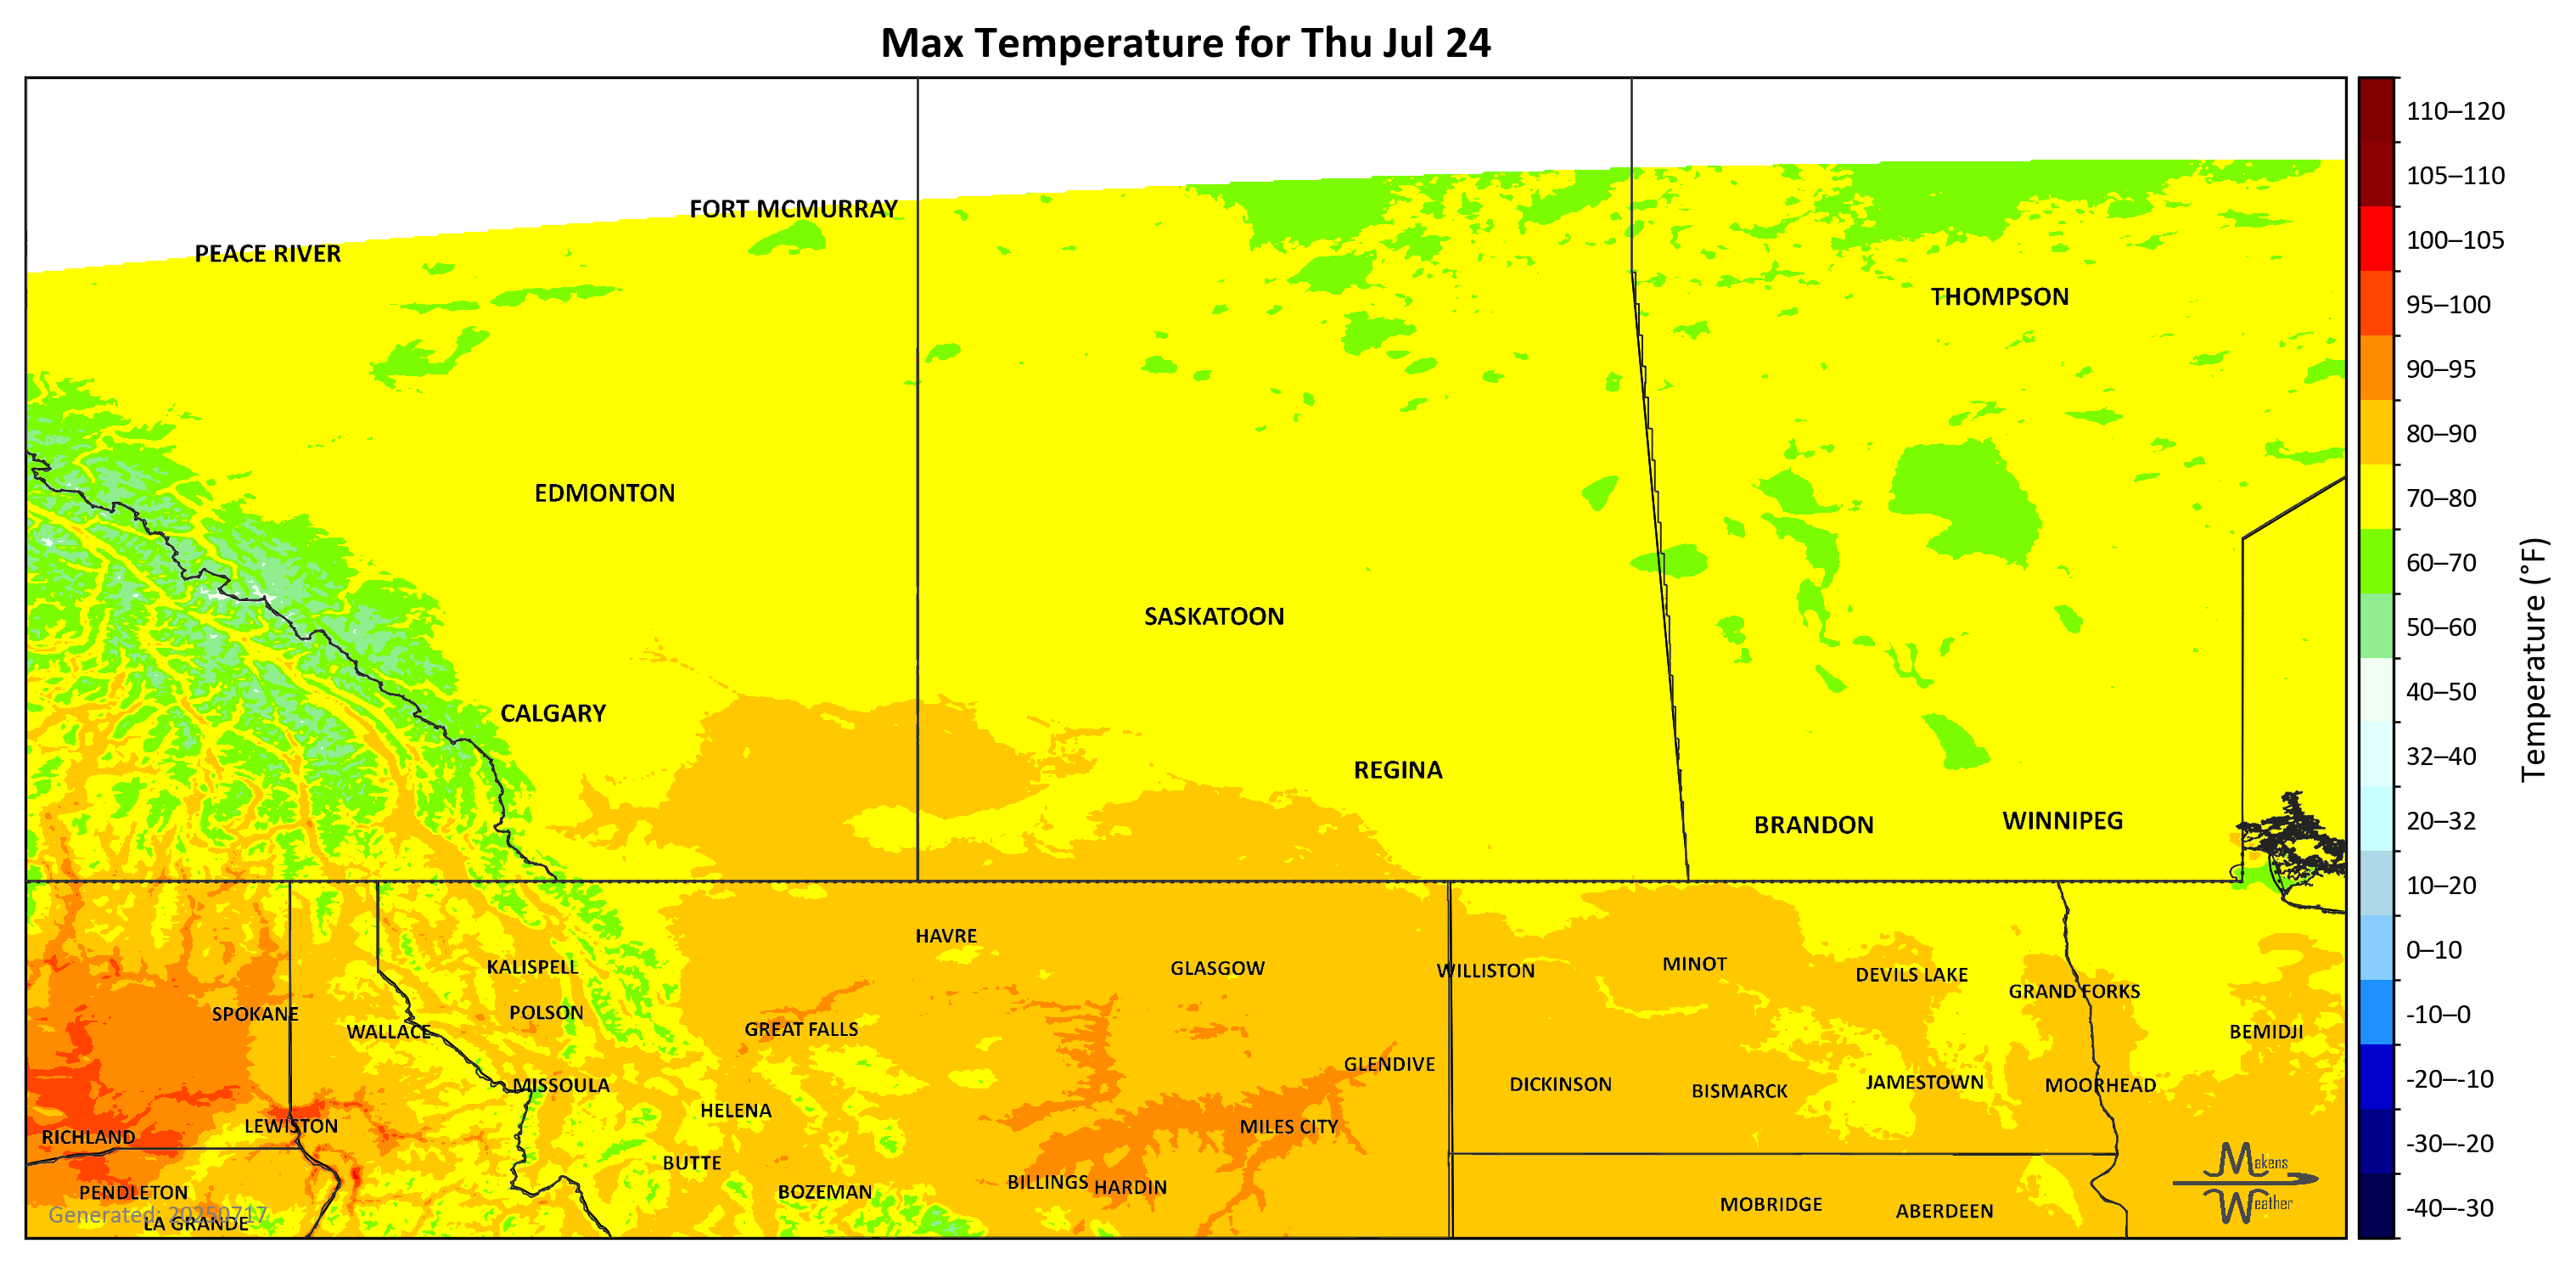 Max Temperature for Thu Jul 24
110–120
105–110
FORT MCMURRAY
PEACE RIVER
100–105
THOMPSON
95–100
90–95
80–90
EDMONTON
70–80
60–70
SASKATOON
50–60
40–50
CALGARY
32–40
REGINA
Temperature (°F)
BRANDON
WINNIPEG
20–32
10–20
HAVRE
0–10
KALISPELL
GLASGOW
WILLISTON
MINOT
DEVILS LAKE
GRAND FORKS
SPOKANE
POLSON
-10–0
WALLACE
GREAT FALLS
BEMIDJI
GLENDIVE
-20–-10
MISSOULA
DICKINSON
BISMARCK
JAMESTOWN
MOORHEAD
HELENA
LEWISTON
MILES CITY
RICHLAND
-30–-20
BUTTE
Makens
Weather
PENDLETON
BOZEMAN
BILLINGS
HARDIN
MOBRIDGE
ABERDEEN
-40–-30
Generated: 20250717
LA GRANDE